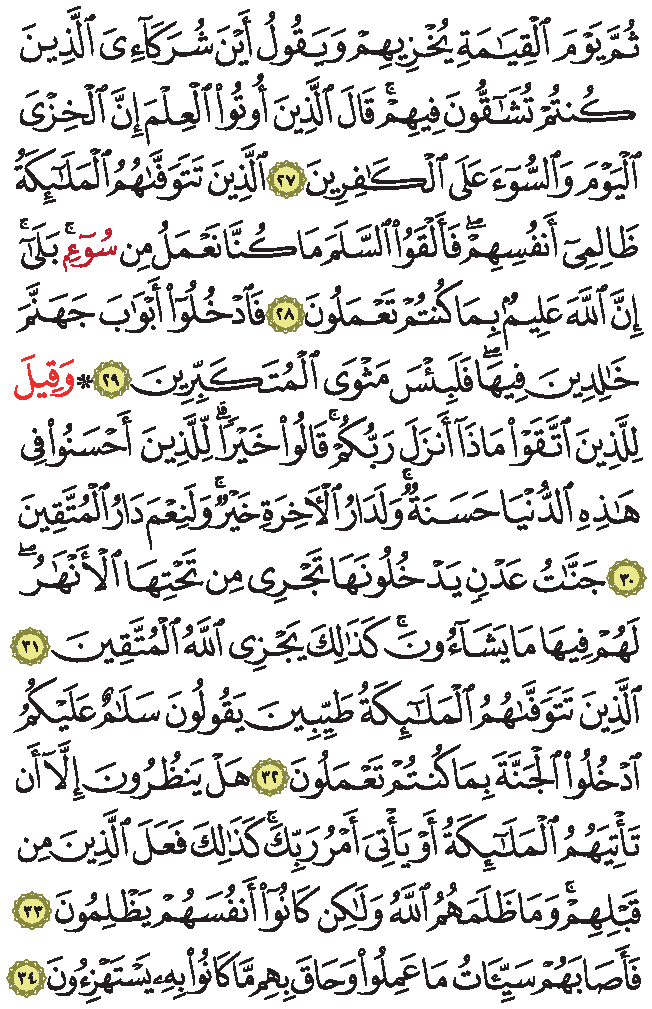 ثُمَّ يَوْمَ ٱلْقِيَـٰمَةِ يُخْزِيهِمْ وَيَقُولُ أَيْنَ شُرَكَآءِىَ ٱلَّذِينَ
كُنتُمْ تُشَـٰٓقُّونَ فِيهِمْ ۚ قَالَ ٱلَّذِينَ أُوتُوا۟ ٱلْعِلْمَ إِنَّ ٱلْخِزْىَ
ٱلْيَوْمَ وَٱلسُّوٓءَ عَلَى ٱلْكَـٰفِرِينَ ٢٧ ٱلَّذِينَ تَتَوَفَّىٰهُمُ ٱلْمَلَـٰٓئِكَةُ
ظَالِمِىٓ أَنفُسِهِمْ ۖ فَأَلْقَوُا۟ ٱلسَّلَمَ مَا كُنَّا نَعْمَلُ مِن سُوٓءٍۭ ۚ بَلَىٰٓ ۚ
إِنَّ ٱللَّهَ عَلِيمٌۢ بِمَا كُنتُمْ تَعْمَلُونَ ٢٨ فَٱدْخُلُوٓا۟ أَبْوَٰبَ جَهَنَّمَ
خَـٰلِدِينَ فِيهَا ۖ فَلَبِئْسَ مَثْوَى ٱلْمُتَكَبِّرِينَ ٢٩ * وَقِيلَ
لِلَّذِينَ ٱتَّقَوْا۟ مَاذَآ أَنزَلَ رَبُّكُمْ ۚ قَالُوا۟ خَيْرًا ۗ لِّلَّذِينَ أَحْسَنُوا۟ فِى
هَـٰذِهِ ٱلدُّنْيَا حَسَنَةٌ ۚ وَلَدَارُ ٱلْـَٔاخِرَةِ خَيْرٌ ۚ وَلَنِعْمَ دَارُ ٱلْمُتَّقِينَ
٣٠ جَنَّـٰتُ عَدْنٍ يَدْخُلُونَهَا تَجْرِى مِن تَحْتِهَا ٱلْأَنْهَـٰرُ ۖ
لَهُمْ فِيهَا مَا يَشَآءُونَ ۚ كَذَٰلِكَ يَجْزِى ٱللَّهُ ٱلْمُتَّقِينَ ٣١
ٱلَّذِينَ تَتَوَفَّىٰهُمُ ٱلْمَلَـٰٓئِكَةُ طَيِّبِينَ يَقُولُونَ سَلَـٰمٌ عَلَيْكُمُ
ٱدْخُلُوا۟ ٱلْجَنَّةَ بِمَا كُنتُمْ تَعْمَلُونَ ٣٢ هَلْ يَنظُرُونَ إِلَّآ أَن
تَأْتِيَهُمُ ٱلْمَلَـٰٓئِكَةُ أَوْ يَأْتِىَ أَمْرُ رَبِّكَ ۚ كَذَٰلِكَ فَعَلَ ٱلَّذِينَ مِن
قَبْلِهِمْ ۚ وَمَا ظَلَمَهُمُ ٱللَّهُ وَلَـٰكِن كَانُوٓا۟ أَنفُسَهُمْ يَظْلِمُونَ ٣٣
فَأَصَابَهُمْ سَيِّـَٔاتُ مَا عَمِلُوا۟ وَحَاقَ بِهِم مَّا كَانُوا۟ بِهِۦ يَسْتَهْزِءُونَ ٣٤